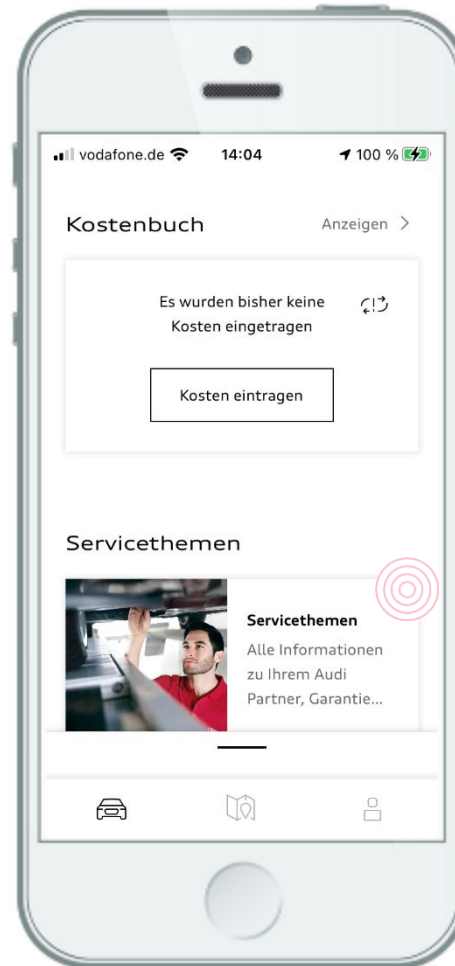 vodafone.de 14:04 100 %
Kostenbuch Anzeigen
Es wurden bisher keine
Kosten eingetragen
Kosten eintragen
Servicethemen
Servicethemen
Alle Informationen
zu Ihrem Audi
Partner, Garantie...